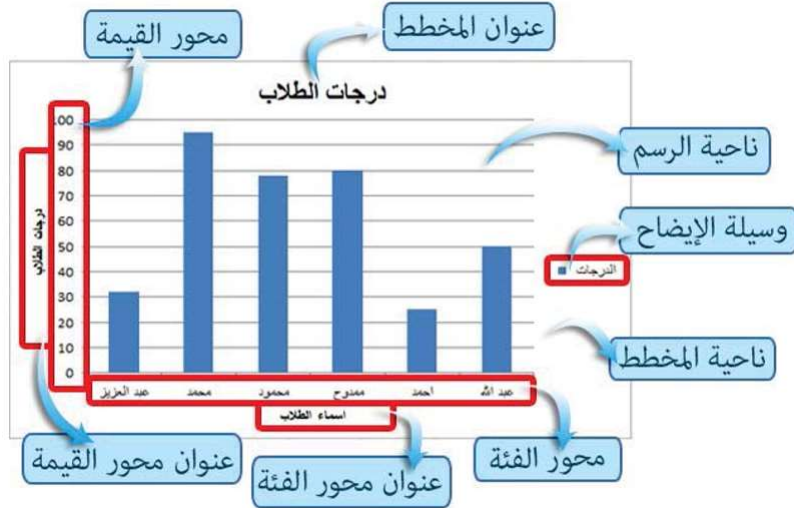 عنوان المخطط
محور القيمة
درجات الطلاب
ناحية الرسم
وسيلة الإيضاح
الدرجات
ناحية المخطط
100
90
80
70
60
50
40
30
20
10
0
درجات الطلاب
عبد العزيز
محمد
محمود
ممدوح
احمد
عبد الله
اسماء الطلاب
محور الفئة
عنوان محور الفئة
عنوان محور القيمة